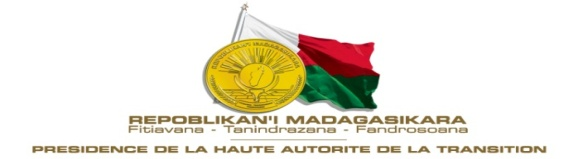 REPOBLIKAN'I MADAGASIKARA
Fitiavana - Tanindrazana - Fandrosoana
PRESIDENCE DE LA HAUTE AUTORITE DE LA TRANSITION